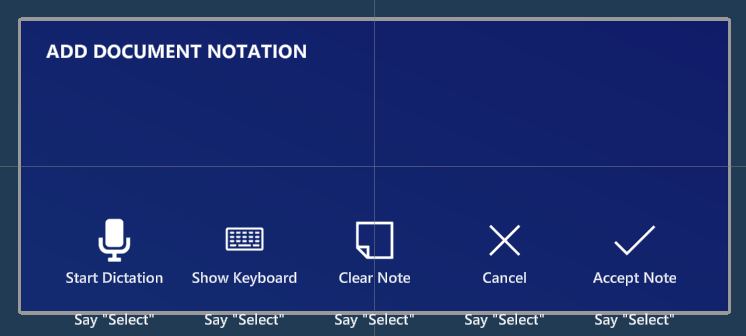 ADD DOCUMENT NOTATION
Start Dictation Show Keyboard Clear Note Cancel Accept Note
Say "Select" Say "Select" Say "Select" Say "Select" Say "Select"